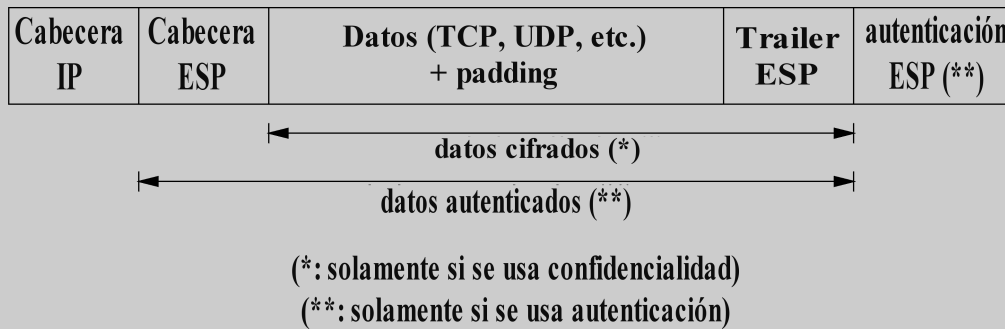 Cabecera IP
Cabecera ESP
Datos (TCP, UDP, etc.)
+ padding
Trailer ESP
autenticación ESP (**)
datos cifrados (*)
datos autenticados (**)
(*: solamente si se usa confidencialidad)
(**: solamente si se usa autenticación)